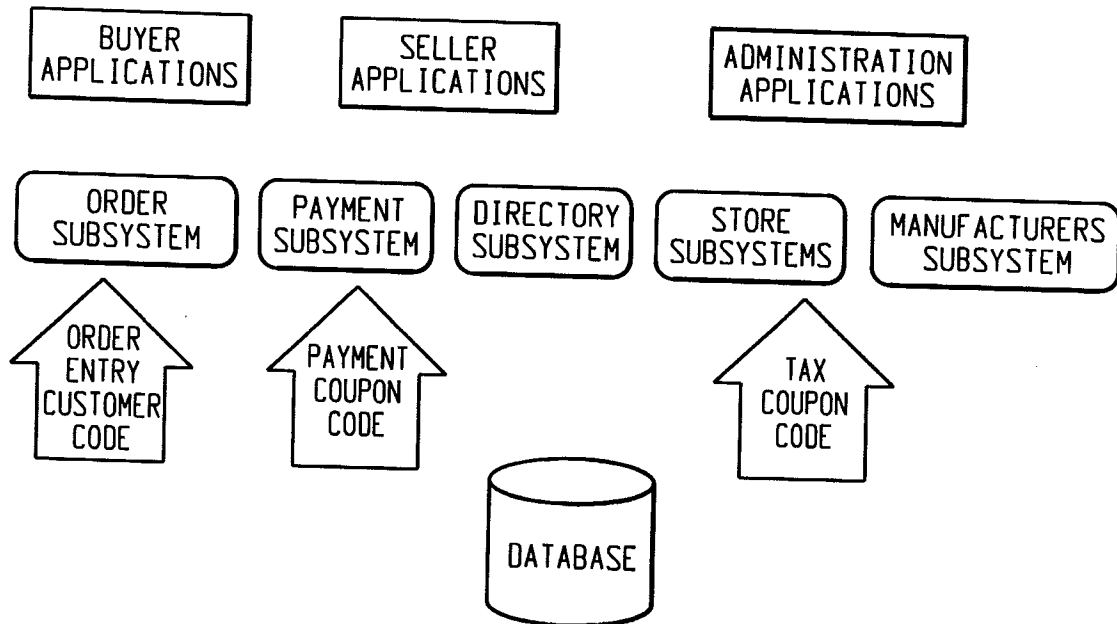 BUYER
APPLICATIONS
SELLER
APPLICATIONS
ADMINISTRATION
APPLICATIONS
ORDER
SUBSYSTEM
PAYMENT
SUBSYSTEM
DIRECTORY
SUBSYSTEM
STORE
SUBSYSTEMS
MANUFACTURERS
SUBSYSTEM
ORDER
ENTRY
CUSTOMER
CODE
PAYMENT
COUPON
CODE
TAX
COUPON
CODE
DATABASE